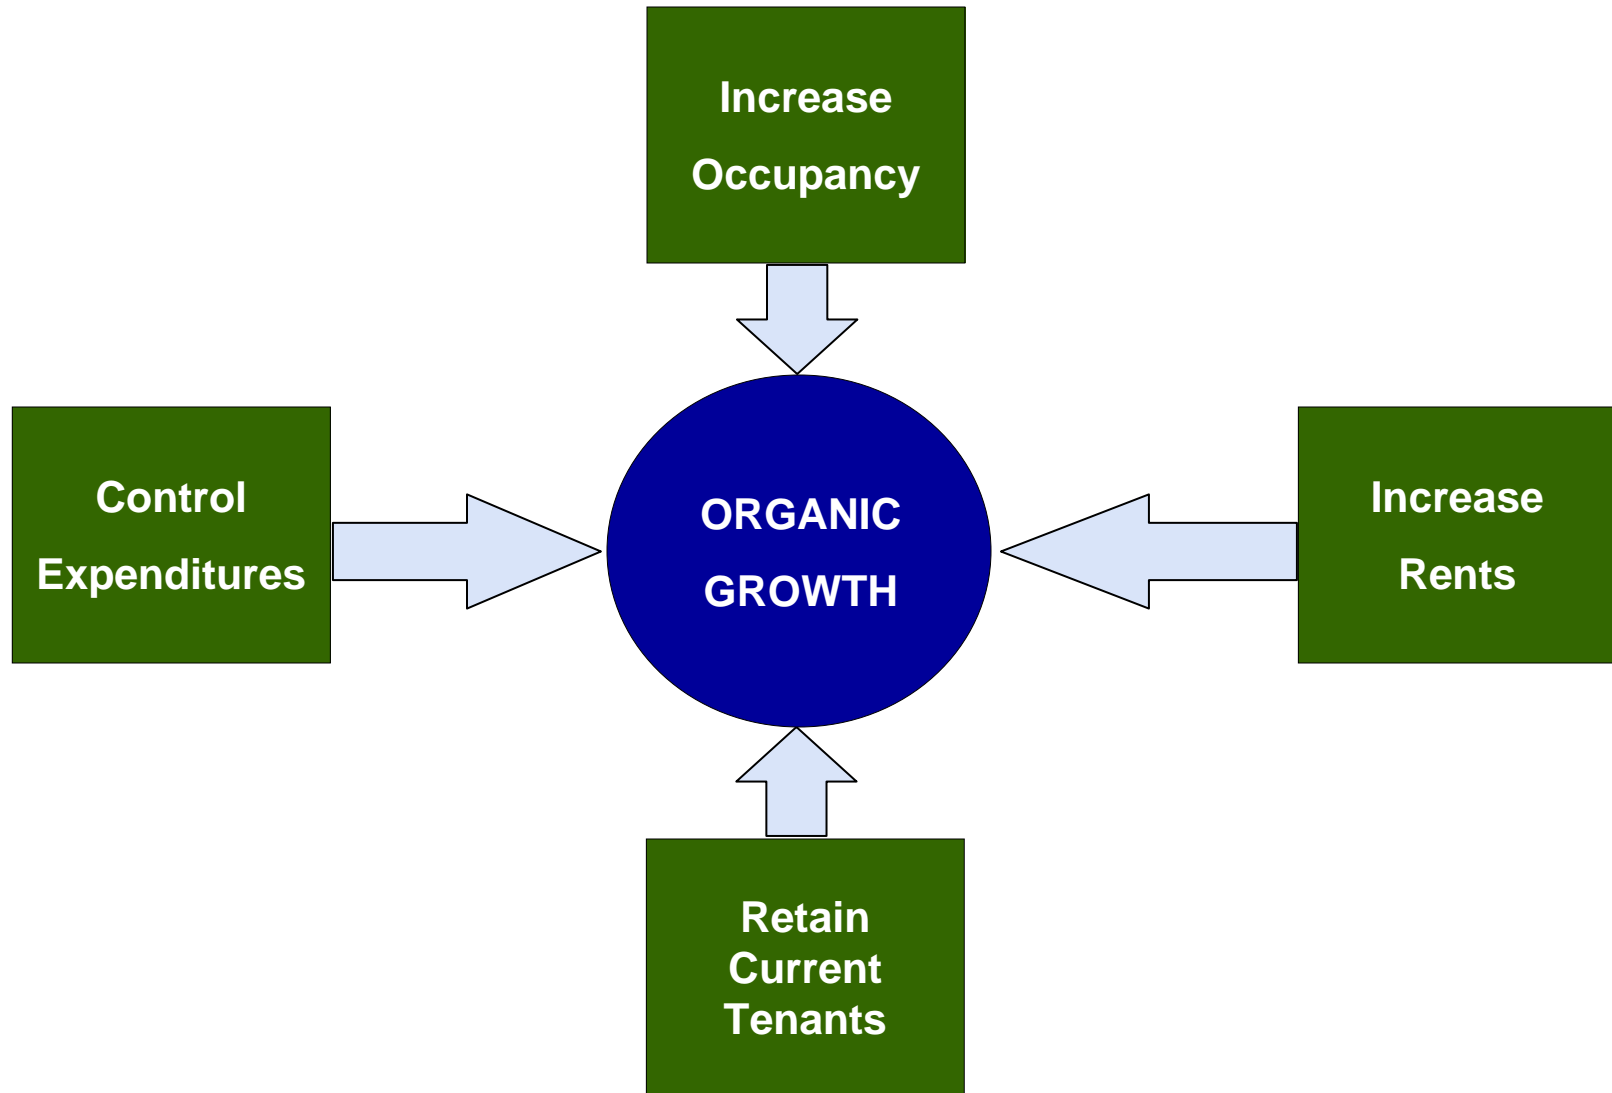 Increase
Occupancy
Control
Expenditures
ORGANIC
GROWTH
Increase
Rents
Retain
Current
Tenants